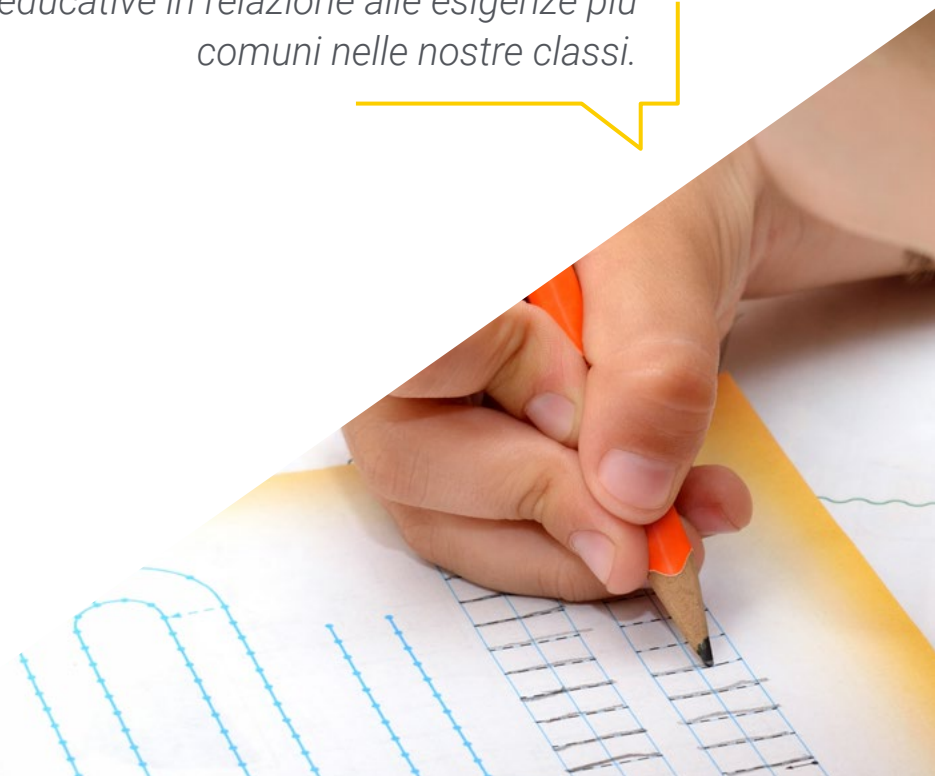 educative in relazione alle esigenze più
comuni nelle nostre classi.